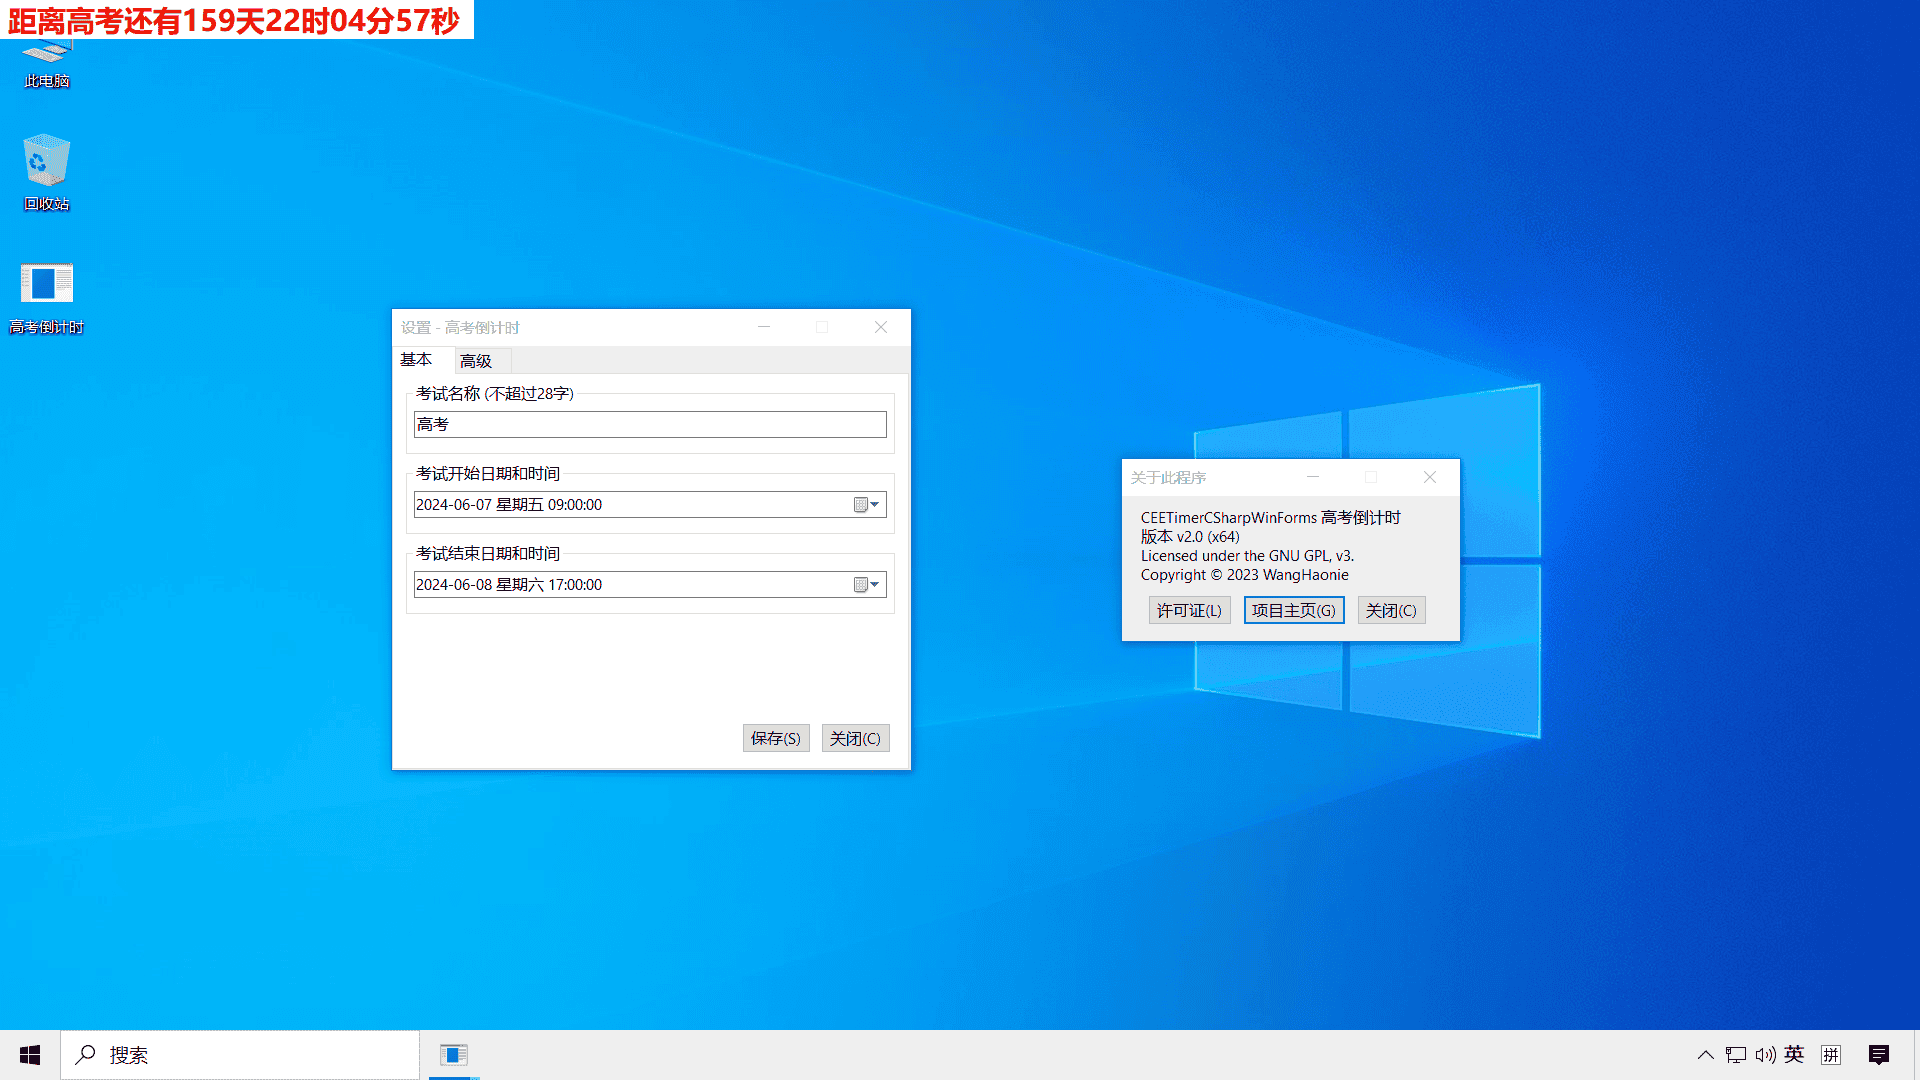 距离高考还有159天22时04分57秒
此电脑
回收站
高考倒计时
设置 - 高考倒计时
基本
高级
考试名称 (不超过28字)
高考
考试开始日期和时间
2024-06-07 星期五 09:00:00
考试结束日期和时间
2024-06-08 星期六 17:00:00
保存(S)
关闭(C)
关于此程序
CEETimerCSharpWinForms 高考倒计时
版本 v2.0 (x64)
Licensed under the GNU GPL, v3.
Copyright © 2023 WangHaonie
许可证(L)
项目主页(G)
关闭(C)
搜索
英
拼